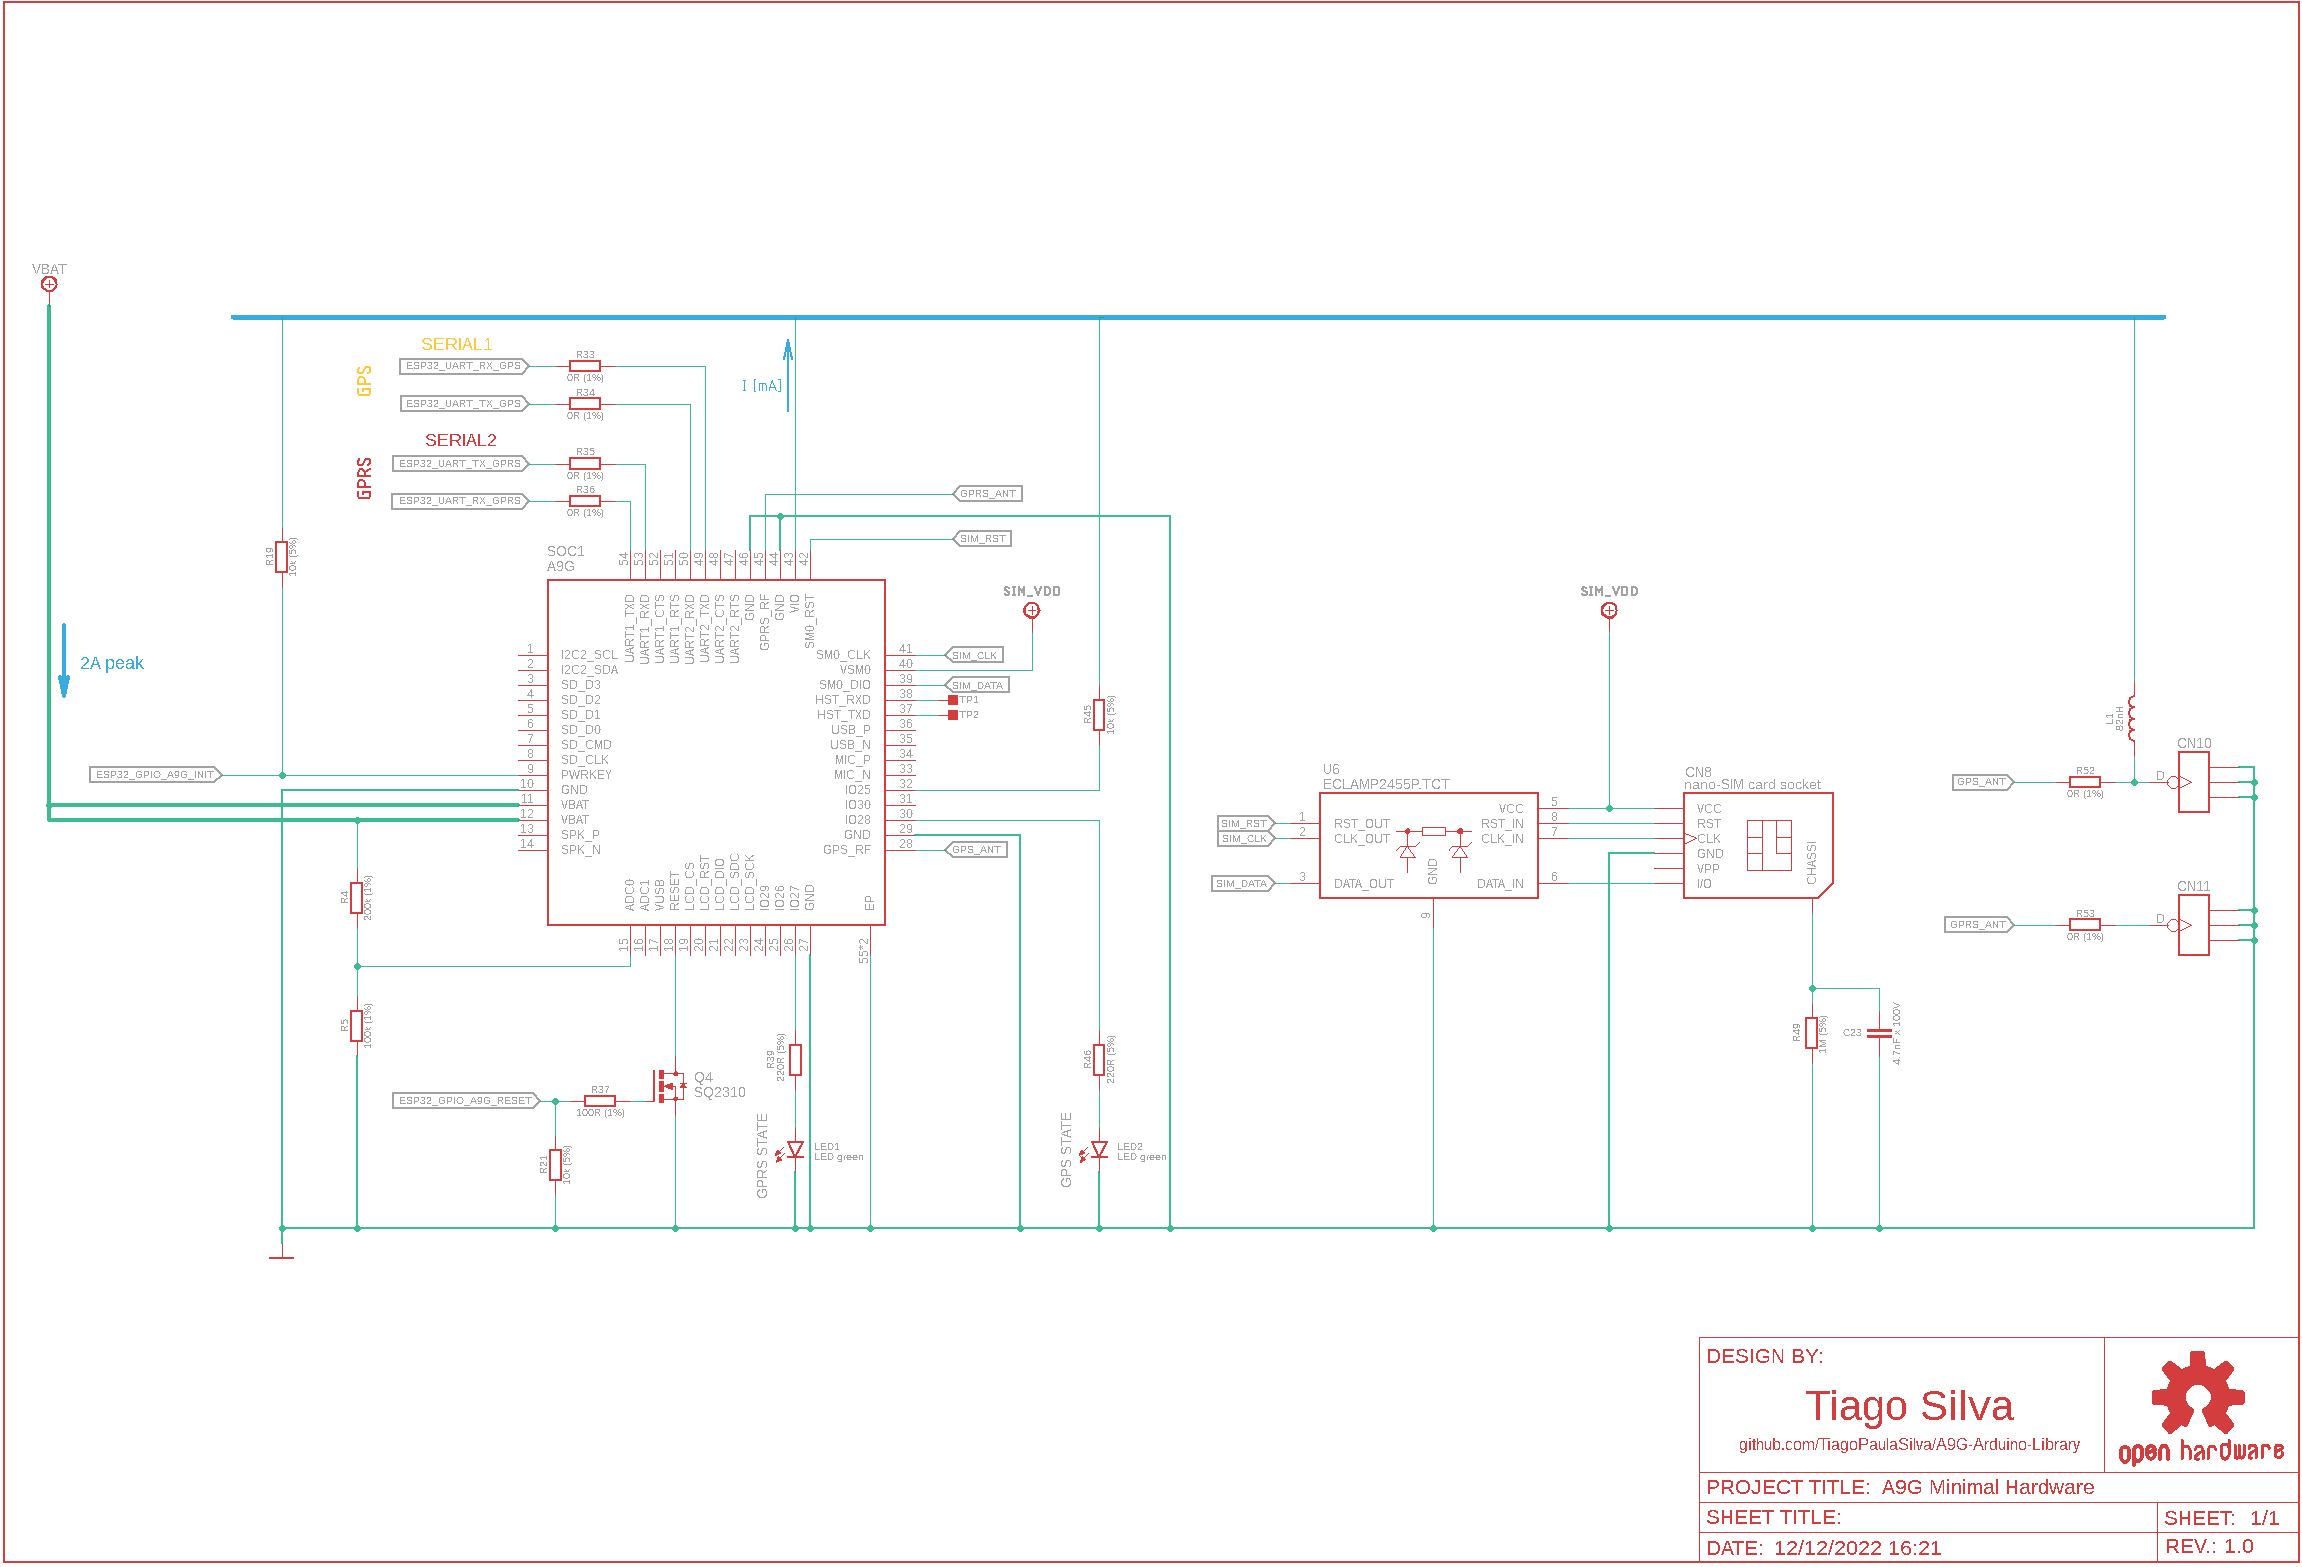 VBAT
2A peak
SERIAL1
GPS
ESP32_UART_RX_GPS
R33
0R (1%)
ESP32_UART_TX_GPS
R34
0R (1%)
SERIAL2
GPRS
ESP32_UART_TX_GPRS
R35
0R (1%)
ESP32_UART_RX_GPRS
R36
0R (1%)
I [mA]
R19
10k (5%)
GPRS_ANT
SIM_RST
SOC1
A9G
54
53
52
51
50
49
48
47
46
45
44
43
42
UART1_TXD
UART1_RXD
UART1_CTS
UART1_RTS
UART2_RXD
UART2_TXD
UART2_CTS
UART2_RTS
GND
GPRS_RF
GND
VIO
SM0_RST
1 I2C2_SCL
2 I2C2_SDA
3 SD_D3
4 SD_D2
5 SD_D1
6 SD_D0
7 SD_CMD
8 SD_CLK
9 PWRKEY
10 GND
11 VBAT
12 VBAT
13 SPK_P
14 SPK_N
SM0_CLK 41
VSM0 40
SM0_DIO 39
HST_RXD 38
HST_TXD 37
USB_P 36
USB_N 35
MIC_P 34
MIC_N 33
IO25 32
IO30 31
IO28 30
GND 29
GPS_RF 28
ADC0
ADC1
VUSB
RESET
LCD_CS
LCD_RST
LCD_DIO
LCD_SDC
LCD_SCK
IO29
IO26
IO27
GND
EP
15
16
17
18
19
20
21
22
23
24
25
26
27
55*2
SIM_VDD
SIM_CLK
SIM_DATA
TP1
TP2
GPS_ANT
R45
10k (5%)
ESP32_GPIO_A9G_INIT
R4
200k (1%)
R5
100k (1%)
ESP32_GPIO_A9G_RESET
R37
100R (1%)
R21
10k (5%)
Q4
SQ2310
R39
220R (5%)
GPRS STATE
LED1
LED green
R46
220R (5%)
GPS STATE
LED2
LED green
SIM_VDD
U6
ECLAMP2455P.TCT
SIM_RST
SIM_CLK
SIM_DATA
1 RST_OUT
2 CLK_OUT
3 DATA_OUT
GND
9
VCC 5
RST_IN 8
CLK_IN 7
DATA_IN 6
CN8
nano-SIM card socket
VCC
RST
CLK
GND
VPP
I/O
CHASSI
R49
1M (5%)
C23
4.7nF x 100V
L1
82nH
GPS_ANT
R52
0R (1%)
D
CN10
GPRS_ANT
R53
0R (1%)
D
CN11
DESIGN BY:
Tiago Silva
github.com/TiagoPaulaSilva/A9G-Arduino-Library
open hardware
PROJECT TITLE: A9G Minimal Hardware
SHEET TITLE:
SHEET: 1/1
DATE: 12/12/2022 16:21
REV.: 1.0